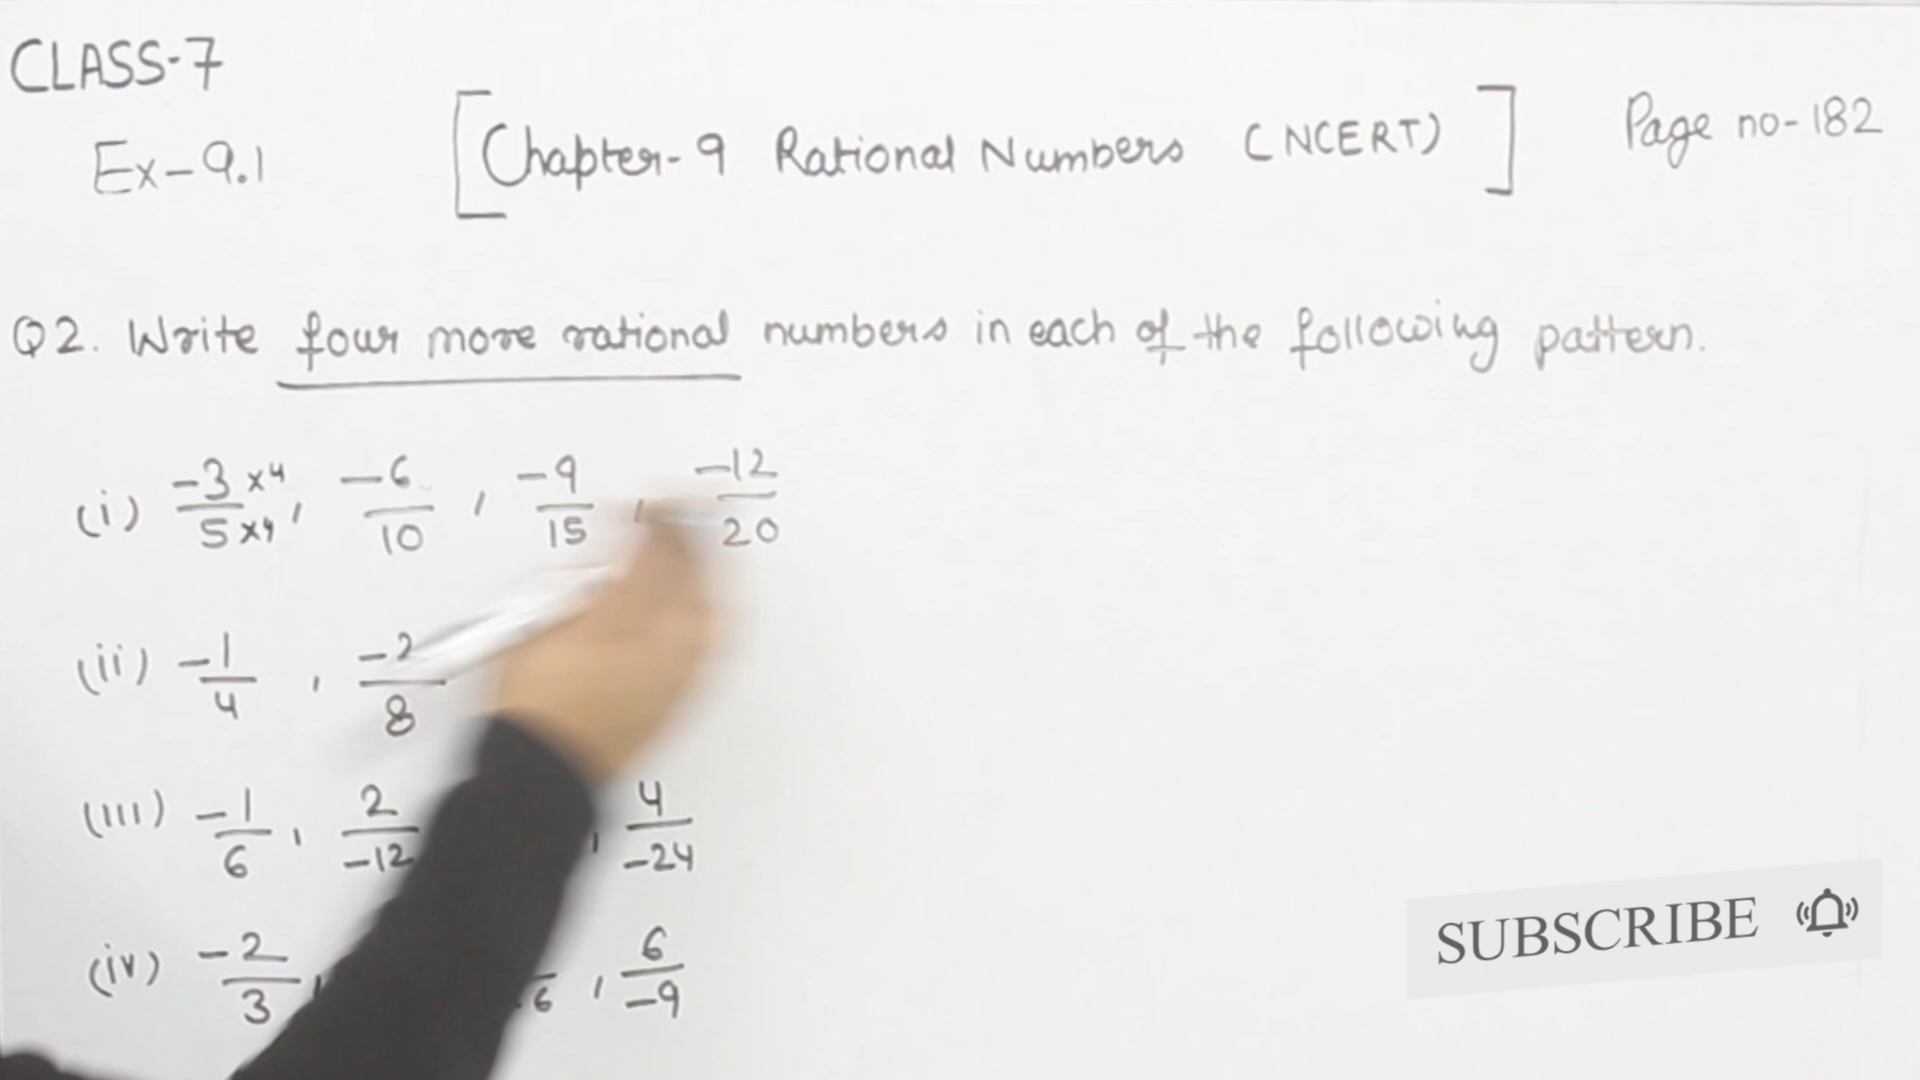 CLASS-7
Ex-9.1 [Chapter-9 Rational Numbers (NCERT)] Page no-182
Q2. Write four more rational numbers in each of the following pattern.
(i) -3×4/5×4, -6/10, -9/15, -12/20
(ii) -1/4, -2/8
(iii) -1/6, 2/-12, 4/-24
(iv) -2/3, 6, 6/-9
SUBSCRIBE